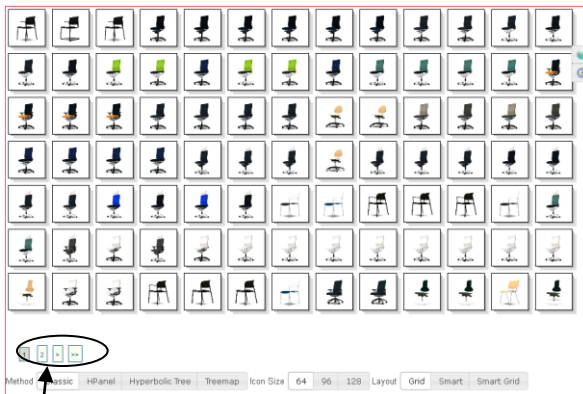 1 2 > >>
Method Classic HPanel Hyperbolic Tree Treemap Icon Size 64 96 128 Layout Grid Smart Smart Grid